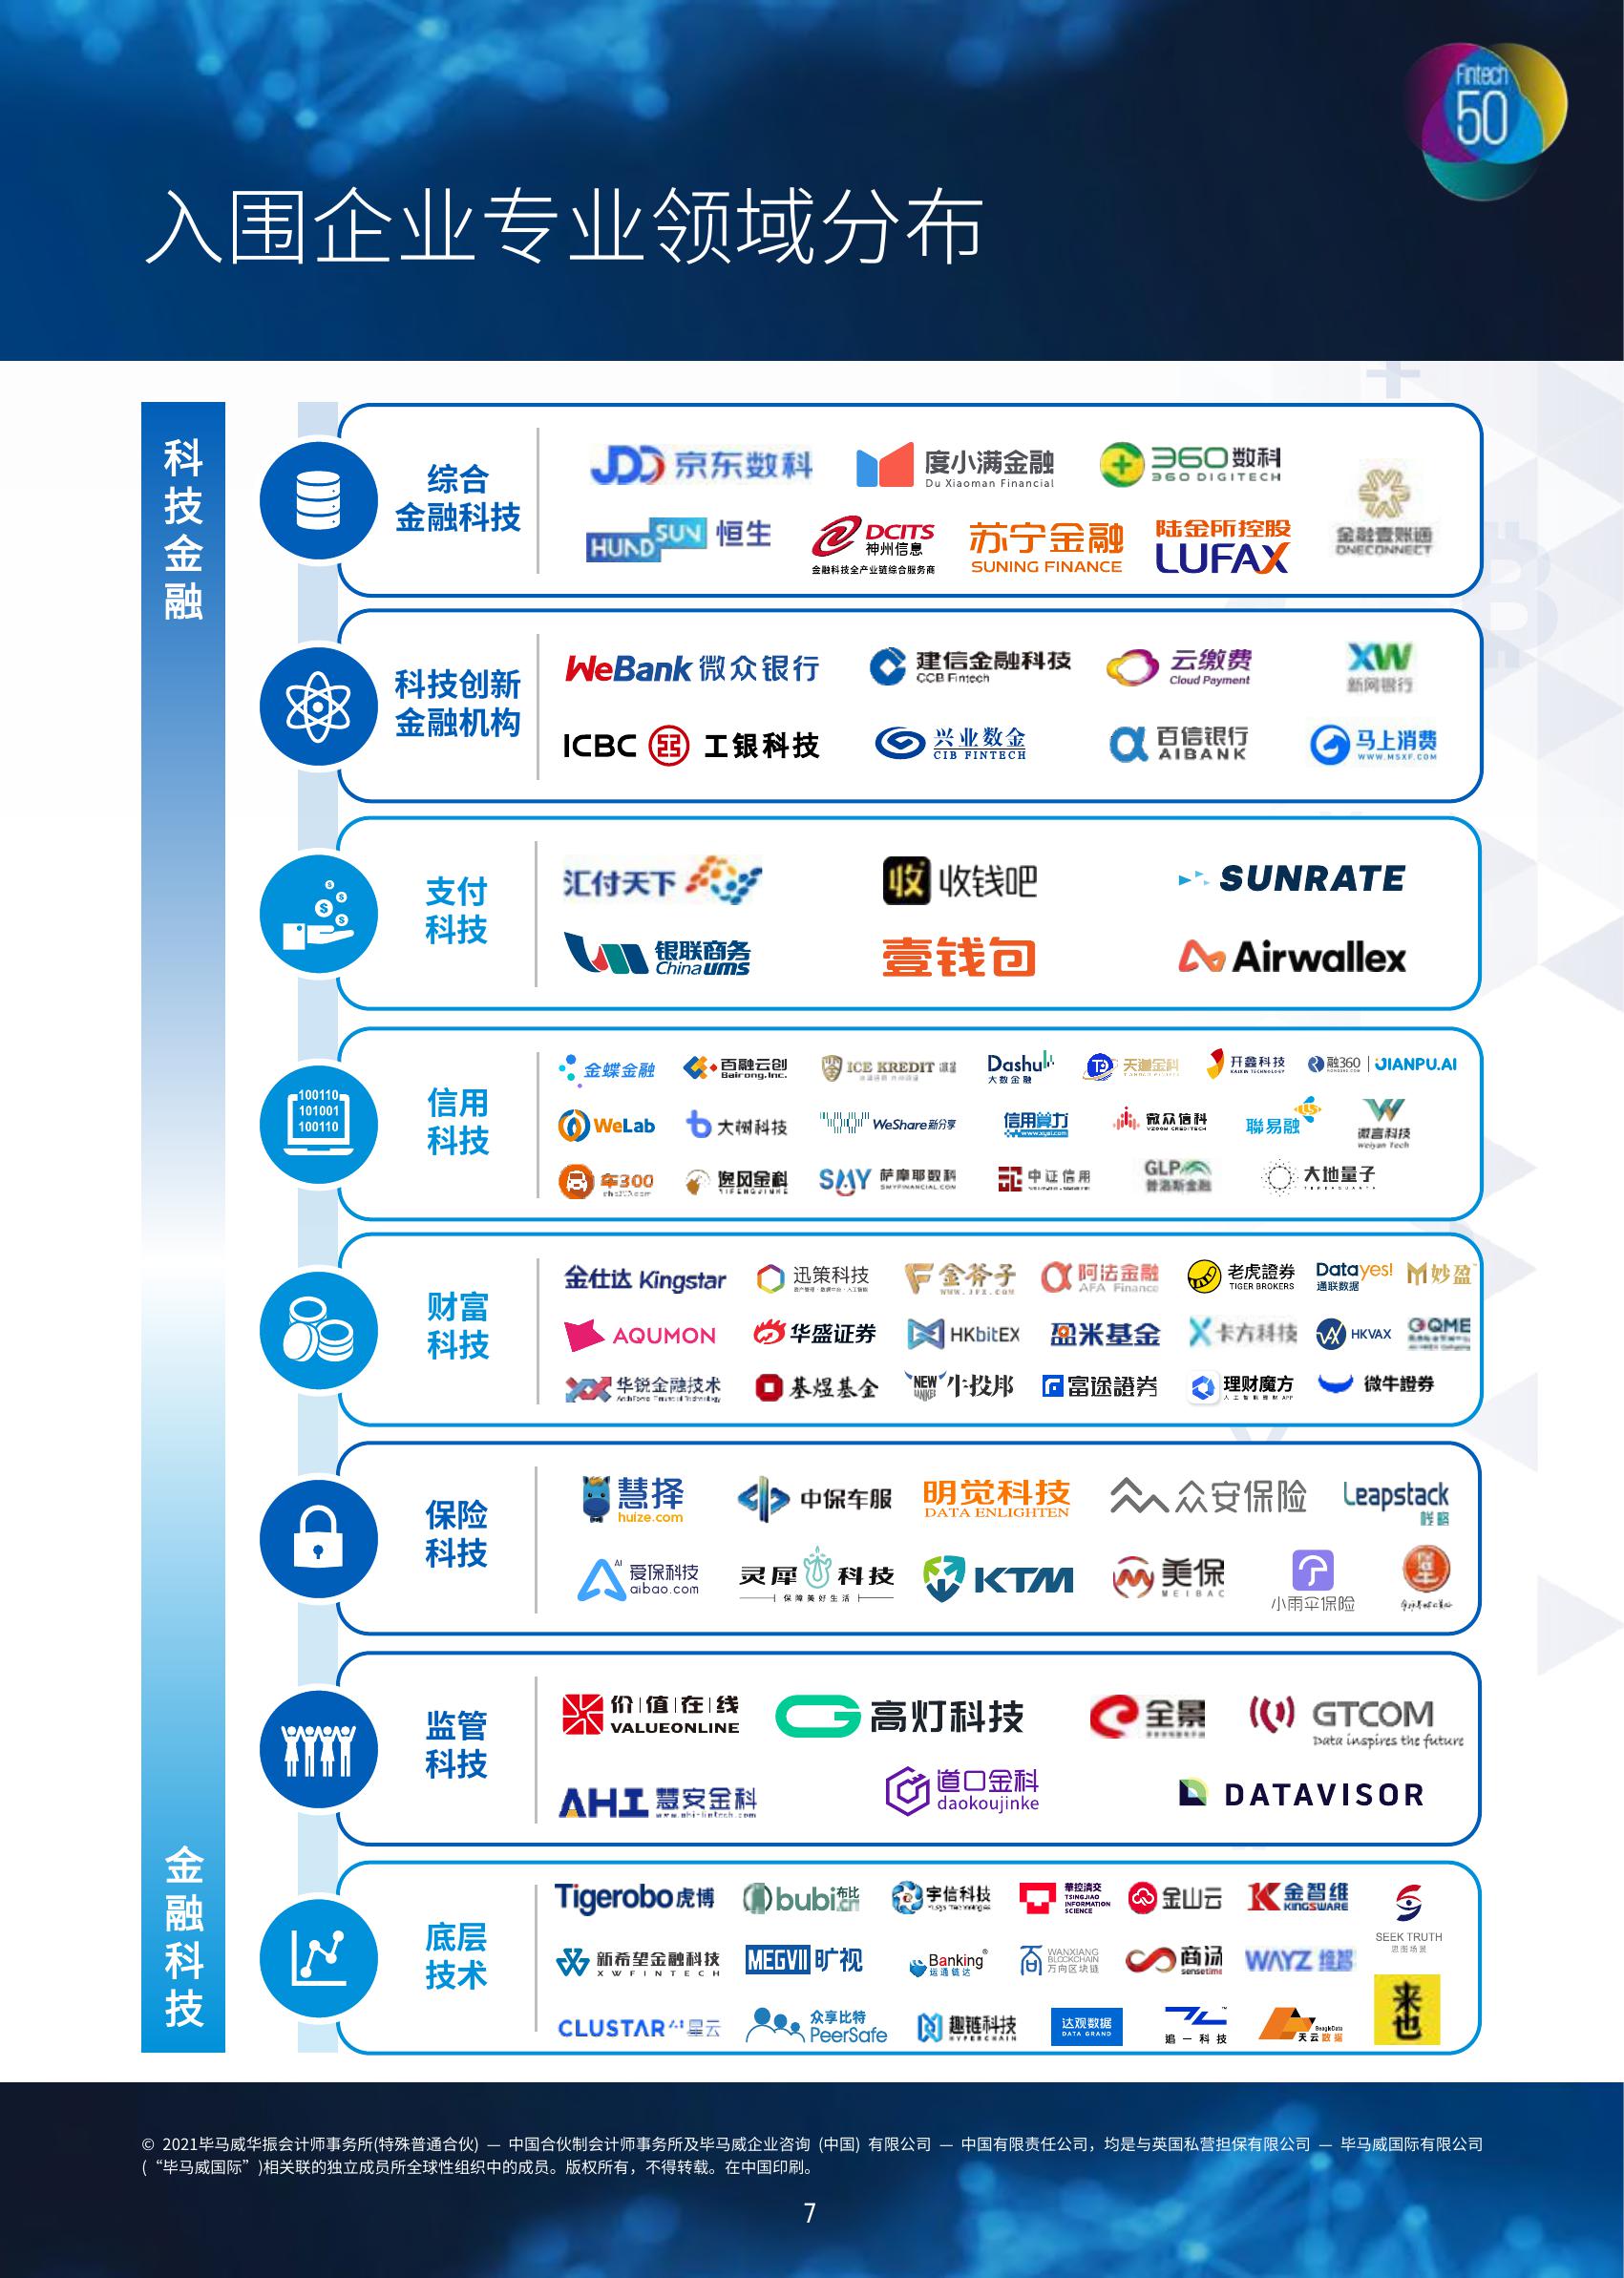 Fintech
50
入围企业专业领域分布
科技金融
金融科技
综合
金融科技
京东数科
度小满金融
Du Xiaoman Financial
360数科
360 DIGITECH
金融壹账通
ONECONNECT
HUNDSUN 恒生
DCITS
神州信息
金融科技全产业链综合服务商
苏宁金融
SUNING FINANCE
陆金所控股
LUFAX
科技创新
金融机构
WeBank 微众银行
建信金融科技
CCB Fintech
云缴费
Cloud Payment
XW
新网银行
ICBC 工银科技
兴业数金
CIB FINTECH
百信银行
AIBANK
马上消费
WWW.MSXF.COM
支付
科技
汇付天下
收 收钱吧
SUNRATE
银联商务
China ums
壹钱包
Airwallex
100110
101001
100110
信用
科技
金蝶金融
百融云创
Bairong.Inc.
ICE KREDIT
Dashu
大数金融
天道金科
开鑫科技
融360 | JIANPU.AI
WeLab
大树科技
WeShare新分享
信用算力
微众信科
聯易融
微言科技
Weiyan Tech
车300
逸风金科
SMY 萨摩耶数科
中证信用
GLP
普洛斯金融
大地量子
财富
科技
金仕达 Kingstar
迅策科技
金斧子
WWW.JFZ.COM
阿法金融
AFA Finance
老虎證券
TIGER BROKERS
Datayes!
通联数据
妙盈
AQUMON
华盛证券
HKbitEX
盈米基金
卡方科技
HKVAX
QME
华锐金融技术
基煜基金
NEW 牛投邦
富途證券
理财魔方
微牛證券
保险
科技
慧择
huize.com
中保车服
明觉科技
DATA ENLIGHTEN
众安保险
Leapstack
栈略
AI 爱保科技
aibao.com
灵犀科技
保障美好生活
KTM
美保
MEIBAO
小雨伞保险
监管
科技
价值在线
VALUEONLINE
高灯科技
全景
GTCOM
Data inspires the future
AHI 慧安金科
道口金科
daokoujinke
DATAVISOR
底层
技术
Tigerobo虎博
bubi布比
宇信科技
華控清交
TSINGJIAO
INFORMATION
SCIENCE
金山云
金智维
KINGSWARE
SEEK TRUTH
思图场景
新希望金融科技
XWFINTECH
MEGVII 旷视
Banking
运通链达
WANXIANG
BLOCKCHAIN
万向区块链
商汤
sensetime
WAYZ 维智
来也
CLUSTAR 星云
众享比特
PeerSafe
趣链科技
HYPERCHAIN
达观数据
DATA GRAND
追一科技
天云数据
© 2021毕马威华振会计师事务所(特殊普通合伙) — 中国合伙制会计师事务所及毕马威企业咨询 (中国) 有限公司 — 中国有限责任公司，均是与英国私营担保有限公司 — 毕马威国际有限公司
(“毕马威国际”)相关联的独立成员所全球性组织中的成员。版权所有，不得转载。在中国印刷。
7